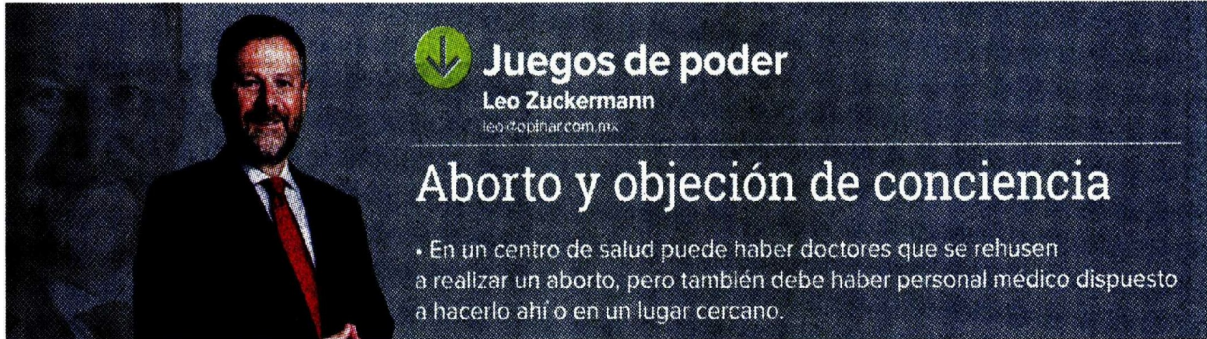 Juegos de poder
Leo Zuckermann
leo@opinar.com.mx
Aborto y objeción de conciencia
• En un centro de salud puede haber doctores que se rehusen
a realizar un aborto, pero también debe haber personal médico dispuesto
a hacerlo ahí o en un lugar cercano.